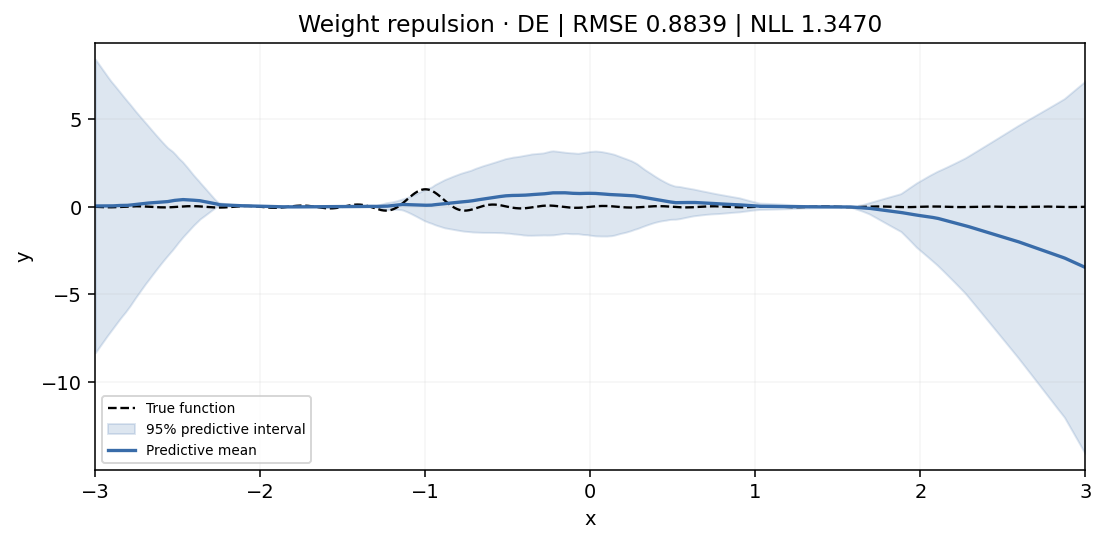 Weight repulsion · DE | RMSE 0.8839 | NLL 1.3470
5
0
−5
−10
y
True function
95% predictive interval
Predictive mean
−3 −2 −1 0 1 2 3
x